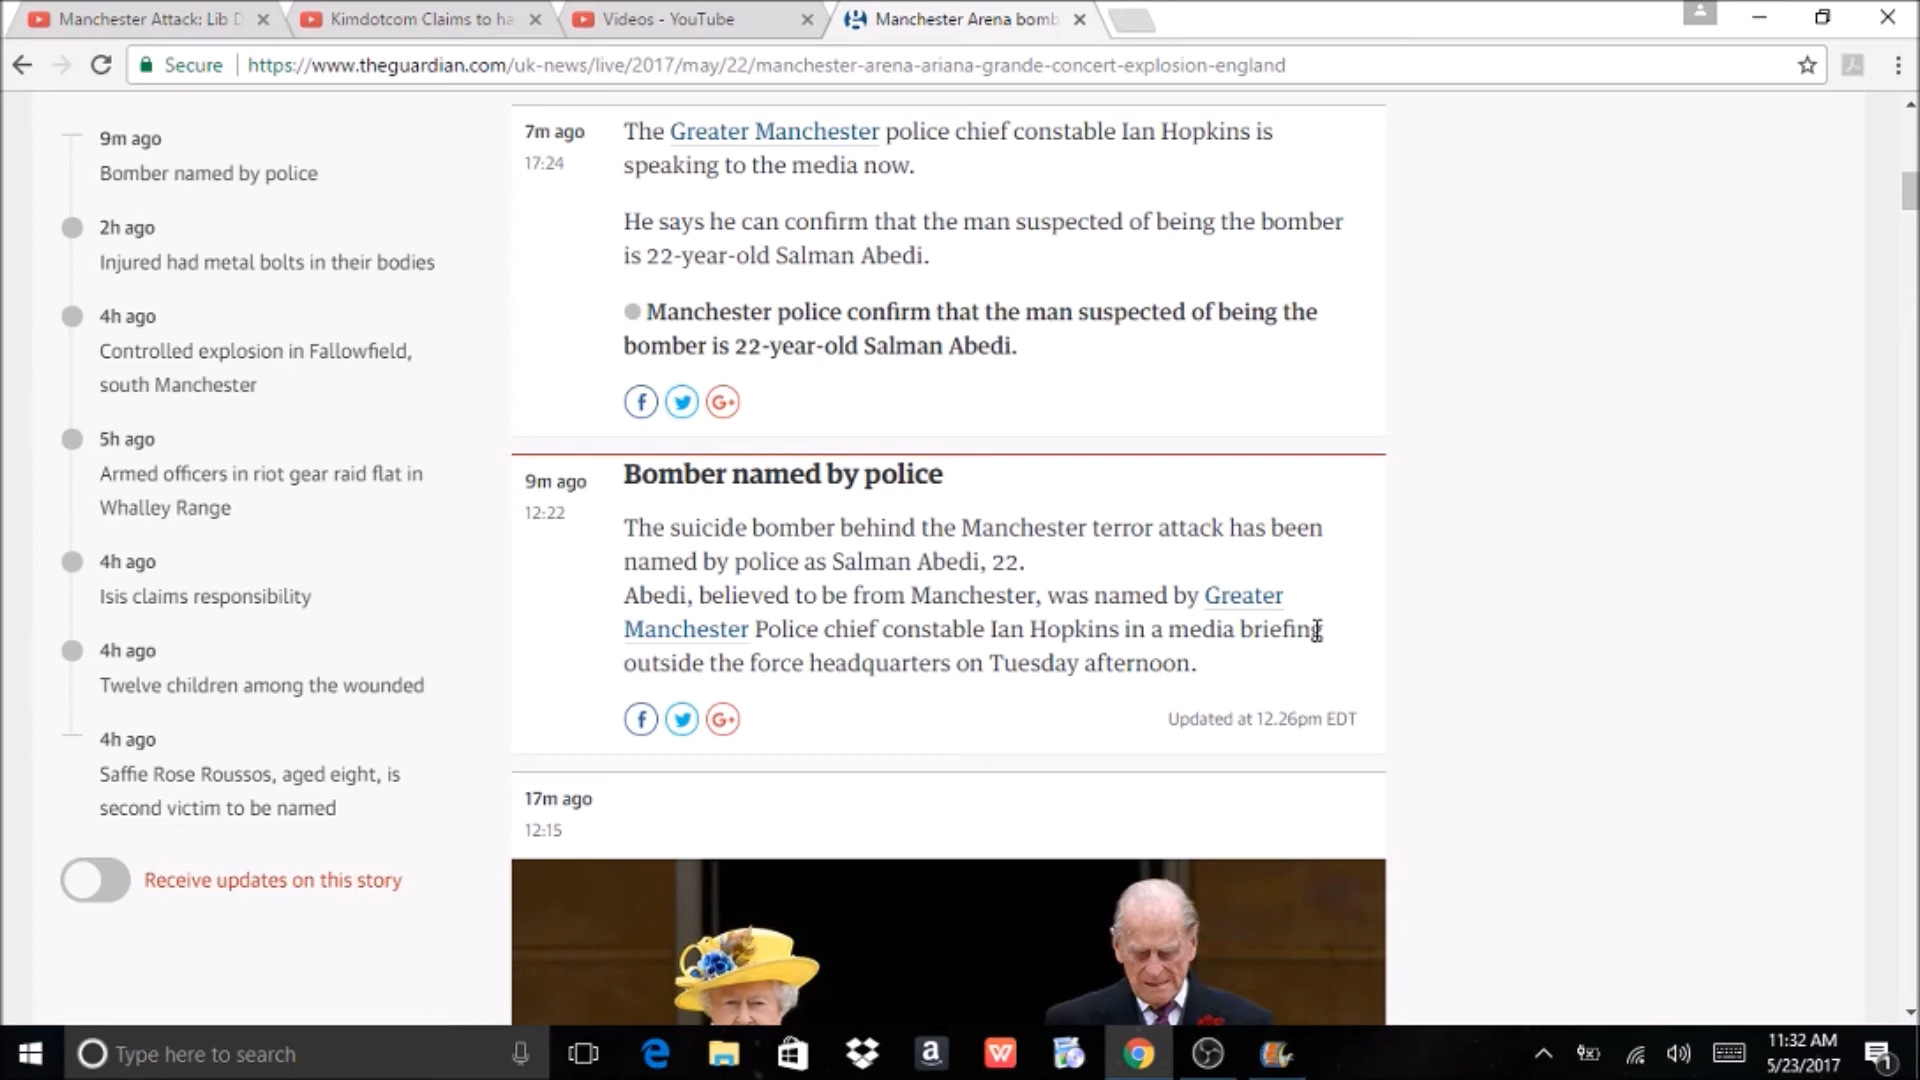 Manchester Attack: Lib D
Kimdotcom Claims to ha
Videos - YouTube
Manchester Arena bomb
Secure
https://www.theguardian.com/uk-news/live/2017/may/22/manchester-arena-ariana-grande-concert-explosion-england
9m ago
Bomber named by police
2h ago
Injured had metal bolts in their bodies
4h ago
Controlled explosion in Fallowfield,
south Manchester
5h ago
Armed officers in riot gear raid flat in
Whalley Range
4h ago
Isis claims responsibility
4h ago
Twelve children among the wounded
4h ago
Saffie Rose Roussos, aged eight, is
second victim to be named
Receive updates on this story
7m ago
17:24
The Greater Manchester police chief constable Ian Hopkins is
speaking to the media now.
He says he can confirm that the man suspected of being the bomber
is 22-year-old Salman Abedi.
Manchester police confirm that the man suspected of being the
bomber is 22-year-old Salman Abedi.
f
G+
9m ago
12:22
Bomber named by police
The suicide bomber behind the Manchester terror attack has been
named by police as Salman Abedi, 22.
Abedi, believed to be from Manchester, was named by Greater
Manchester Police chief constable Ian Hopkins in a media briefing
outside the force headquarters on Tuesday afternoon.
f
G+
Updated at 12.26pm EDT
17m ago
12:15
Type here to search
a
W
11:32 AM
5/23/2017
1